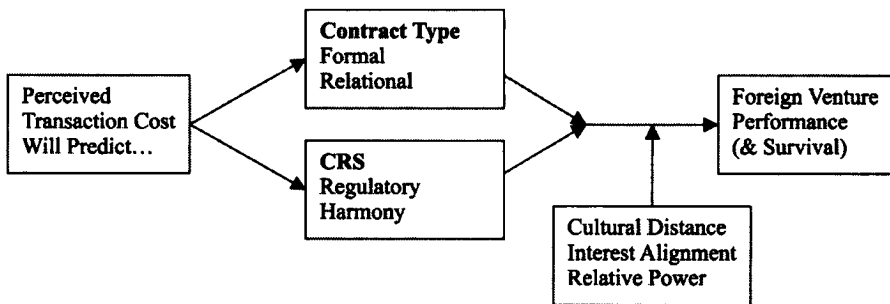 Perceived
Transaction Cost
Will Predict…
Contract Type
Formal
Relational
CRS
Regulatory
Harmony
Foreign Venture
Performance
(& Survival)
Cultural Distance
Interest Alignment
Relative Power